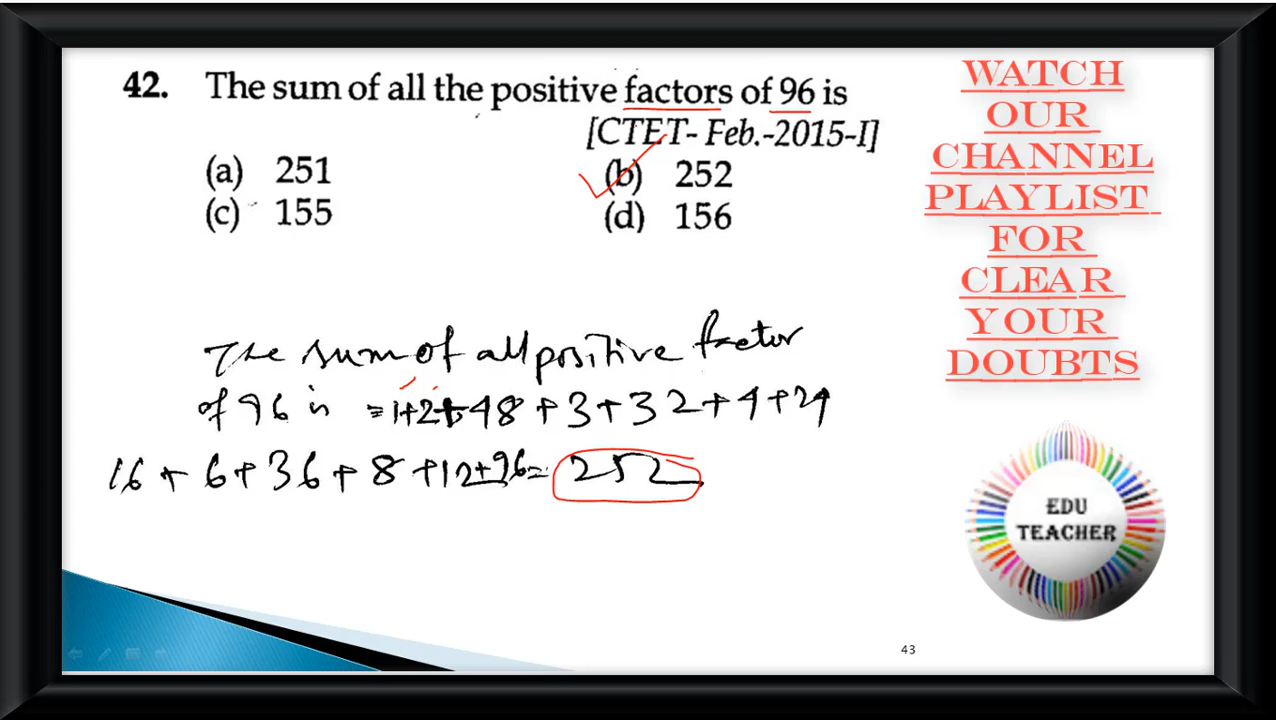 42. The sum of all the positive factors of 96 is
[CTET- Feb.-2015-I]
(a) 251 (b) 252
(c) 155 (d) 156
The sum of all positive factor
of 96 is = 1+2+48+3+32+4+24
16+6+36+8+12+96= 252
WATCH
OUR
CHANNEL
PLAYLIST
FOR
CLEAR
YOUR
DOUBTS
EDU
TEACHER
43